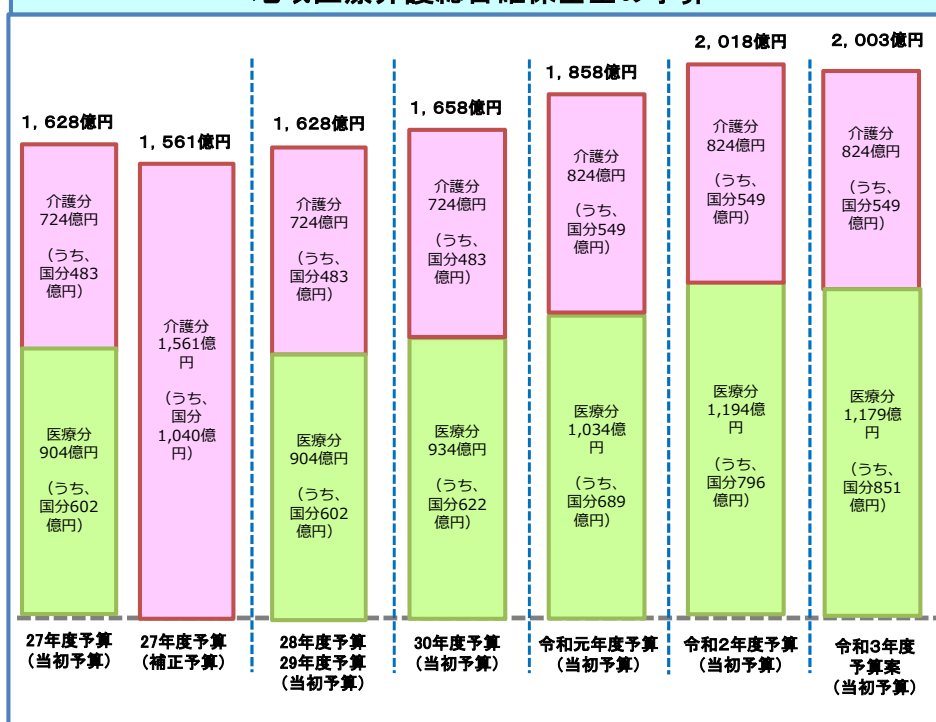 1, 628億円
介護分
724億円
（うち、
国分483
億円）
医療分
904億円
（うち、
国分602
億円）
27年度予算
（当初予算）
1, 561億円
介護分
1,561億
円
（うち、
国分
1,040億
円）
27年度予算
（補正予算）
1, 628億円
介護分
724億円
（うち、
国分483
億円）
医療分
904億円
（うち、
国分602
億円）
28年度予算
29年度予算
（当初予算）
1, 658億円
介護分
724億円
（うち、
国分483
億円）
医療分
934億円
（うち、
国分622
億円）
30年度予算
（当初予算）
1, 858億円
介護分
824億円
（うち、
国分549
億円）
医療分
1,034億
円
（うち、
国分689
億円）
令和元年度予算
（当初予算）
2, 018億円
介護分
824億円
（うち、
国分549
億円）
医療分
1,194億
円
（うち、
国分796
億円）
令和2年度予算
（当初予算）
2, 003億円
介護分
824億円
（うち、
国分549
億円）
医療分
1,179億
円
（うち、
国分851
億円）
令和3年度
予算案
（当初予算）